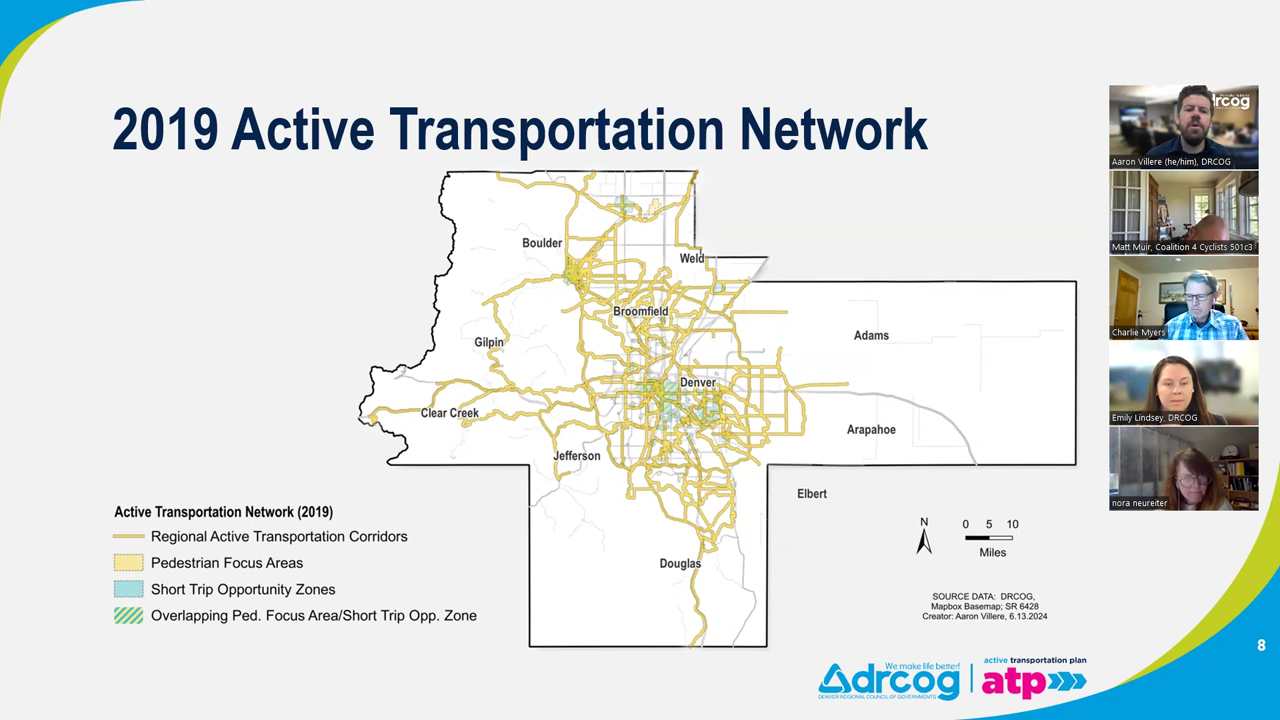 2019 Active Transportation Network
Boulder
Weld
Broomfield
Gilpin
Adams
Denver
Clear Creek
Arapahoe
Jefferson
Elbert
Douglas
Active Transportation Network (2019)
Regional Active Transportation Corridors
Pedestrian Focus Areas
Short Trip Opportunity Zones
Overlapping Ped. Focus Area/Short Trip Opp. Zone
N
0 5 10
Miles
SOURCE DATA: DRCOG,
Mapbox Basemap; SR 6428
Creator: Aaron Villere, 6.13.2024
We make life better!
drcog
DENVER REGIONAL COUNCIL OF GOVERNMENTS
active transportation plan
atp
8
rcog
Aaron Villere (he/him), DRCOG
Matt Muir, Coalition 4 Cyclists 501c3
Charlie Myers
Emily Lindsey, DRCOG
nora neureiter